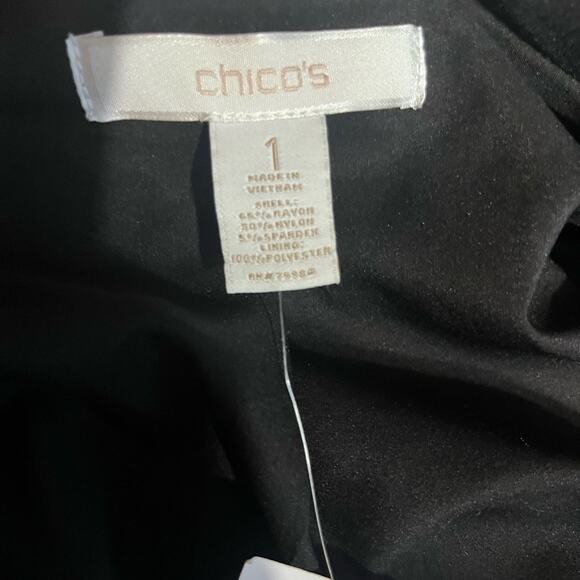 chico's
1
MADE IN
VIETNAM
SHELL:
65%RAYON
30%NYLON
5%SPANDEX
LINING:
100%POLYESTER